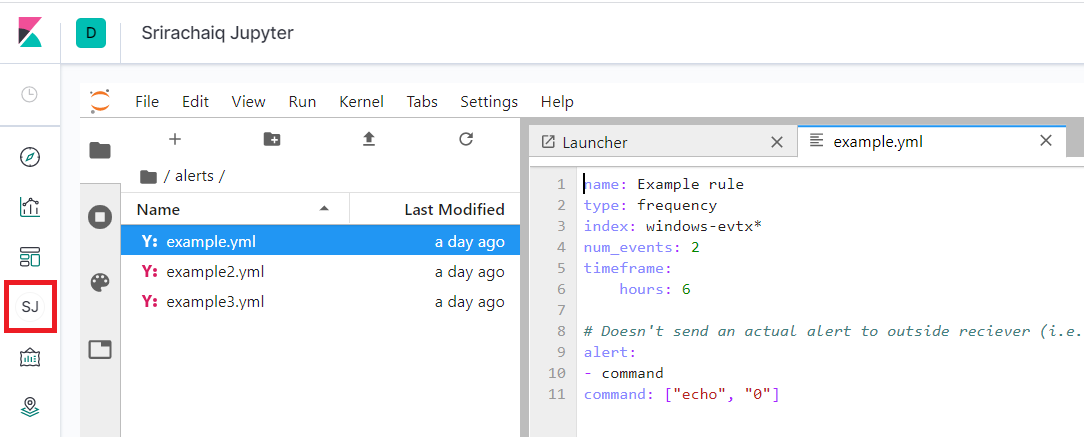 D Srirachaiq Jupyter
File Edit View Run Kernel Tabs Settings Help
Launcher example.yml
/ alerts /
Name Last Modified
Y: example.yml a day ago
Y: example2.yml a day ago
Y: example3.yml a day ago
SJ
1 name: Example rule
2 type: frequency
3 index: windows-evtx*
4 num_events: 2
5 timeframe:
6 hours: 6
7
8 # Doesn't send an actual alert to outside reciever (i.e.
9 alert:
10 - command
11 command: ["echo", "0"]